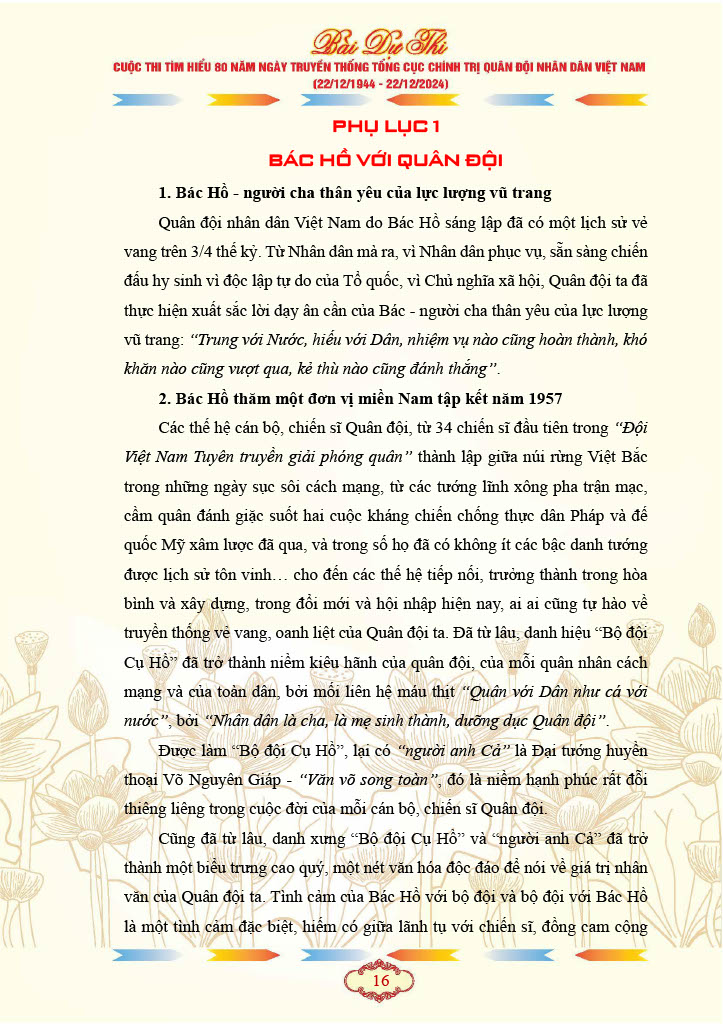 Bài Dự Thi
CUỘC THI TÌM HIỂU 80 NĂM NGÀY TRUYỀN THỐNG TỔNG CỤC CHÍNH TRỊ QUÂN ĐỘI NHÂN DÂN VIỆT NAM
(22/12/1944 - 22/12/2024)
PHỤ LỤC 1
BÁC HỒ VỚI QUÂN ĐỘI
1. Bác Hồ - người cha thân yêu của lực lượng vũ trang
Quân đội nhân dân Việt Nam do Bác Hồ sáng lập đã có một lịch sử vẻ
vang trên 3/4 thế kỷ. Từ Nhân dân mà ra, vì Nhân dân phục vụ, sẵn sàng chiến
đấu hy sinh vì độc lập tự do của Tổ quốc, vì Chủ nghĩa xã hội, Quân đội ta đã
thực hiện xuất sắc lời dạy ân cần của Bác - người cha thân yêu của lực lượng
vũ trang: “Trung với Nước, hiếu với Dân, nhiệm vụ nào cũng hoàn thành, khó
khăn nào cũng vượt qua, kẻ thù nào cũng đánh thắng”.
2. Bác Hồ thăm một đơn vị miền Nam tập kết năm 1957
Các thế hệ cán bộ, chiến sĩ Quân đội, từ 34 chiến sĩ đầu tiên trong “Đội
Việt Nam Tuyên truyền giải phóng quân” thành lập giữa núi rừng Việt Bắc
trong những ngày sục sôi cách mạng, từ các tướng lĩnh xông pha trận mạc,
cầm quân đánh giặc suốt hai cuộc kháng chiến chống thực dân Pháp và đế
quốc Mỹ xâm lược đã qua, và trong số họ đã có không ít các bậc danh tướng
được lịch sử tôn vinh… cho đến các thế hệ tiếp nối, trưởng thành trong hòa
bình và xây dựng, trong đổi mới và hội nhập hiện nay, ai ai cũng tự hào về
truyền thống vẻ vang, oanh liệt của Quân đội ta. Đã từ lâu, danh hiệu “Bộ đội
Cụ Hồ” đã trở thành niềm kiêu hãnh của quân đội, của mỗi quân nhân cách
mạng và của toàn dân, bởi mối liên hệ máu thịt “Quân với Dân như cá với
nước”, bởi “Nhân dân là cha, là mẹ sinh thành, dưỡng dục Quân đội”.
Được làm “Bộ đội Cụ Hồ”, lại có “người anh Cả” là Đại tướng huyền
thoại Võ Nguyên Giáp - “Văn võ song toàn”, đó là niềm hạnh phúc rất đỗi
thiêng liêng trong cuộc đời của mỗi cán bộ, chiến sĩ Quân đội.
Cũng đã từ lâu, danh xưng “Bộ đội Cụ Hồ” và “người anh Cả” đã trở
thành một biểu trưng cao quý, một nét văn hóa độc đáo để nói về giá trị nhân
văn của Quân đội ta. Tình cảm của Bác Hồ với bộ đội và bộ đội với Bác Hồ
là một tình cảm đặc biệt, hiếm có giữa lãnh tụ với chiến sĩ, đồng cam cộng
16